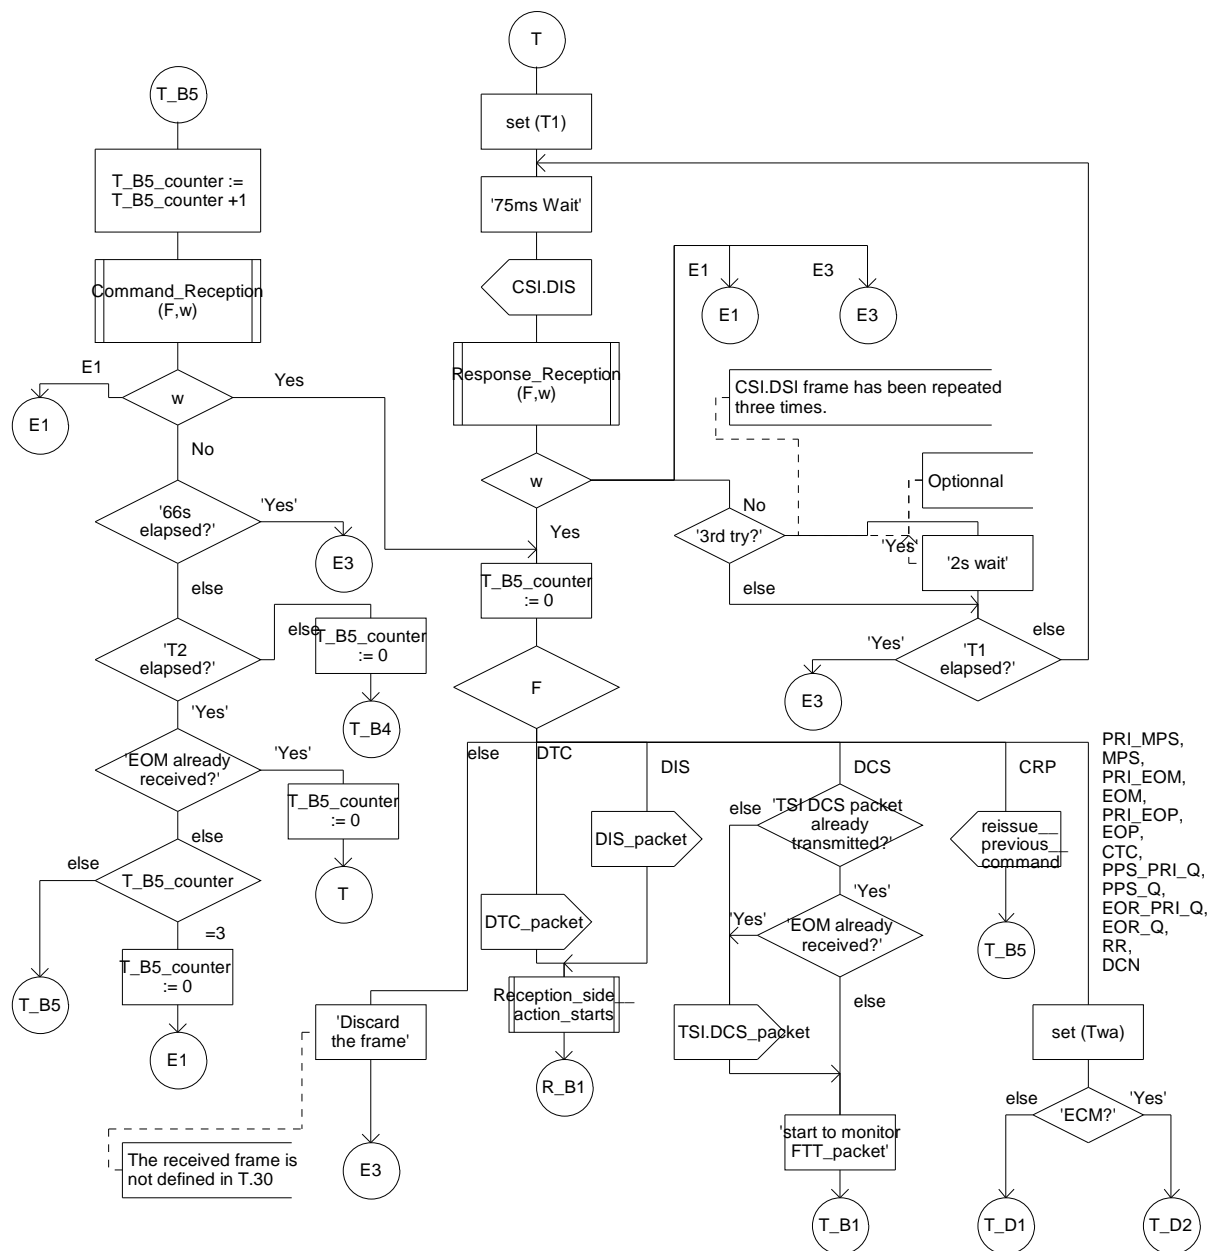 T
T_B5
set (T1)
T_B5_counter :=
T_B5_counter +1
'75ms Wait'
Command_Reception
(F,w)
CSI.DIS
E1
E3
E1
E3
E1
w
Yes
E1
No
Response_Reception
(F,w)
CSI.DSI frame has been repeated
three times.
w
Optionnal
No
Yes
'66s
elapsed?'
'Yes'
E3
else
'3rd try?'
'Yes'
'2s wait'
else
T_B5_counter
:= 0
'T2
elapsed?'
else
T_B5_counter
:= 0
T_B4
'Yes'
F
'Yes'
'T1
elapsed?'
else
E3
'EOM already
received?'
'Yes'
T_B5_counter
:= 0
T
else
else
T_B5_counter
=3
T_B5
T_B5_counter
:= 0
E1
else
DTC
DIS
DCS
CRP
PRI_MPS,
MPS,
PRI_EOM,
EOM,
PRI_EOP,
EOP,
CTC,
PPS_PRI_Q,
PPS_Q,
EOR_PRI_Q,
EOR_Q,
RR,
DCN
DIS_packet
else
'TSI DCS packet
already
transmitted?'
'Yes'
reissue__
previous__
command
DTC_packet
'Yes'
'EOM already
received?'
else
T_B5
Reception_side__
action_starts
R_B1
'Discard
the frame'
E3
The received frame is
not defined in T.30
TSI.DCS_packet
'start to monitor
FTT_packet'
T_B1
set (Twa)
else
'ECM?'
'Yes'
T_D1
T_D2